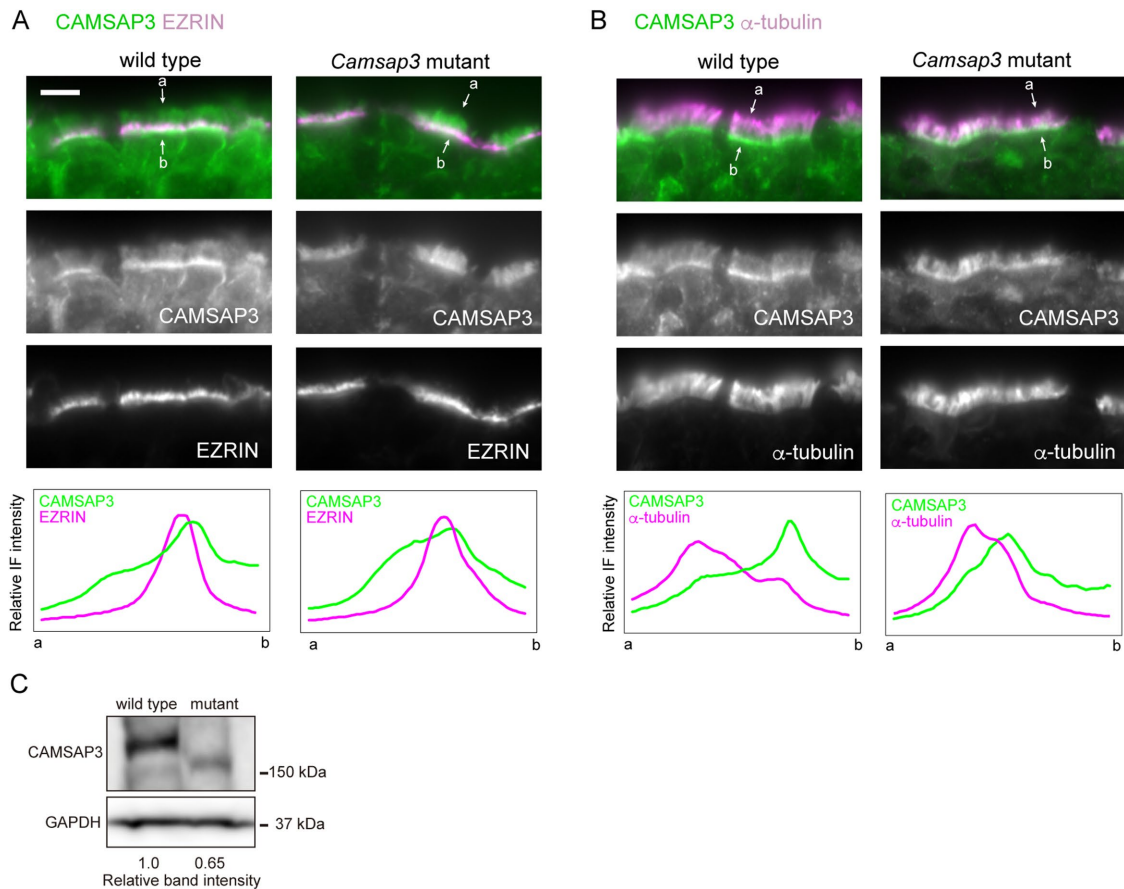 A
CAMSAP3 EZRIN
wild type
Camsap3 mutant
a
b
a
b
CAMSAP3
CAMSAP3
EZRIN
EZRIN
Relative IF intensity
CAMSAP3
EZRIN
a
CAMSAP3
EZRIN
b
B
CAMSAP3 α-tubulin
wild type
Camsap3 mutant
a
b
a
b
CAMSAP3
CAMSAP3
α-tubulin
α-tubulin
Relative IF intensity
CAMSAP3
α-tubulin
a
CAMSAP3
α-tubulin
b
C
wild type mutant
CAMSAP3
150 kDa
GAPDH
37 kDa
1.0 0.65
Relative band intensity